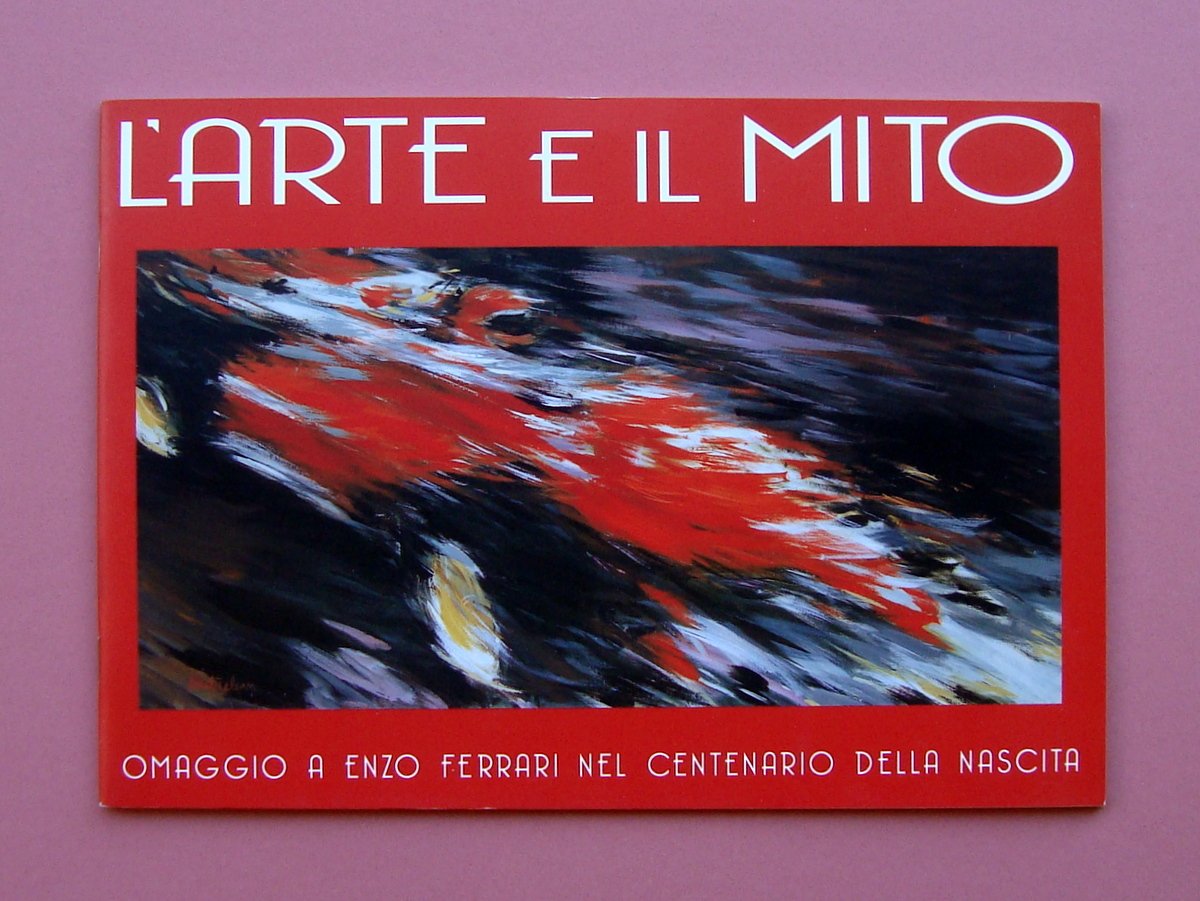 L'ARTE E IL MITO
OMAGGIO A ENZO FERRARI NEL CENTENARIO DELLA NASCITA